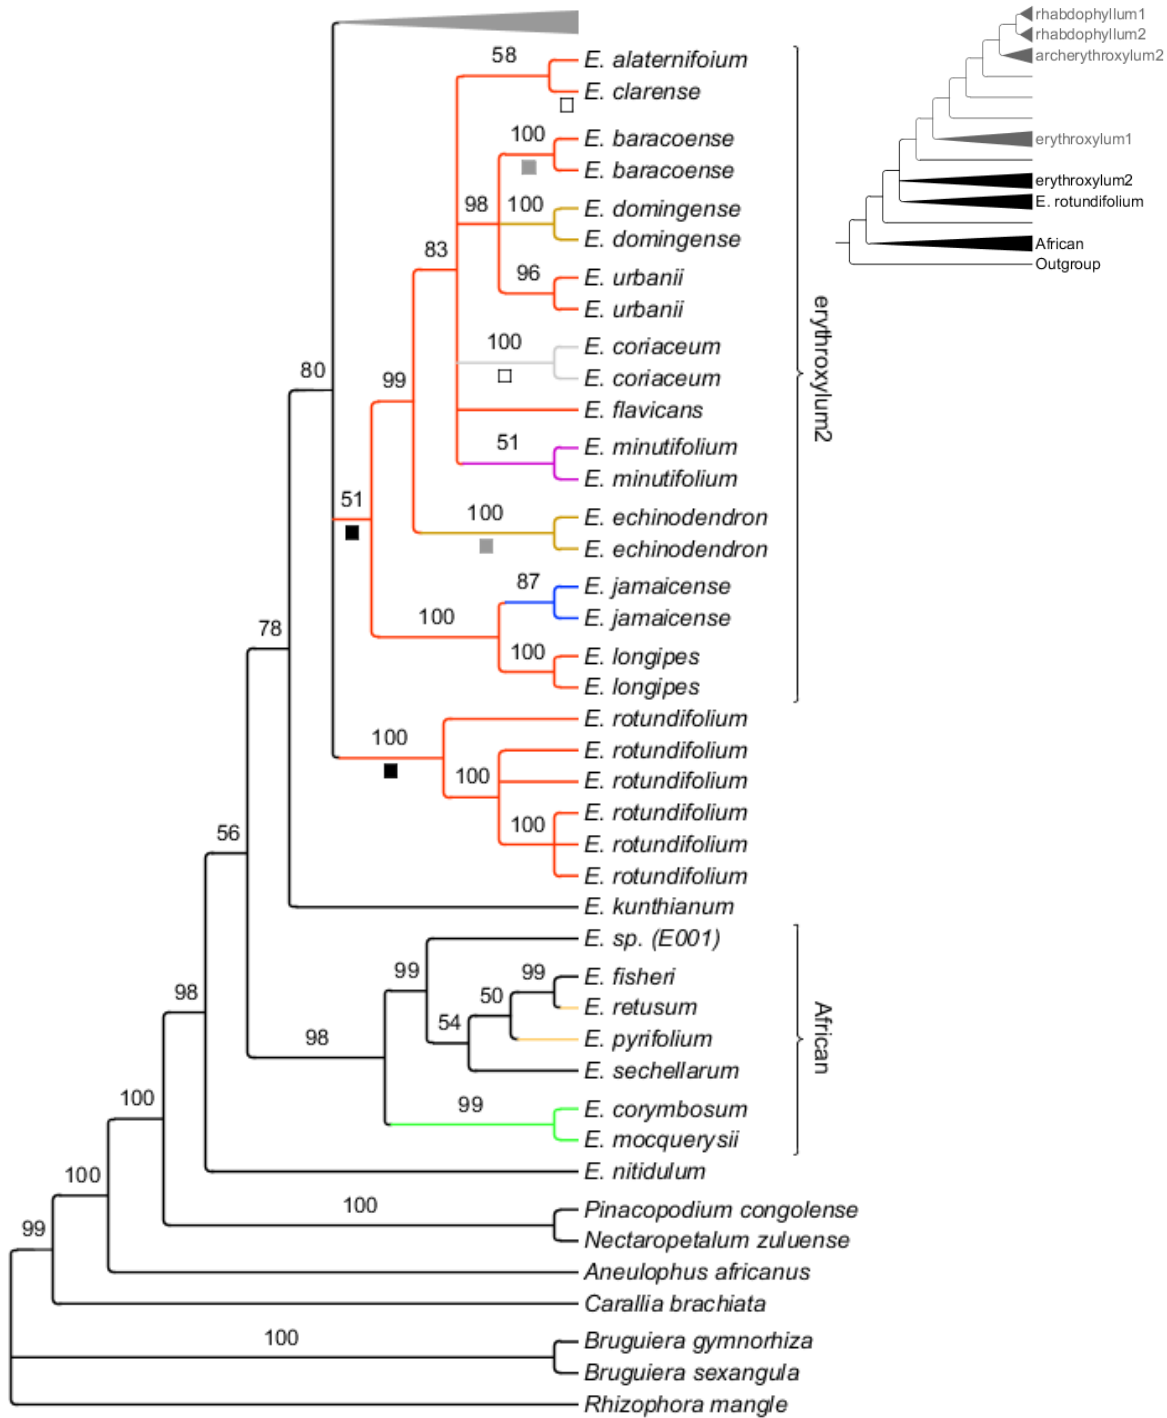 58
E. alaternifoium
E. clarense
100
E. baracoense
E. baracoense
98
100
E. domingense
E. domingense
83
96
E. urbanii
E. urbanii
100
E. coriaceum
E. coriaceum
80
99
E. flavicans
51
E. minutifolium
E. minutifolium
51
100
E. echinodendron
E. echinodendron
87
E. jamaicense
E. jamaicense
78
100
100
E. longipes
E. longipes
erythroxylum2
E. rotundifolium
100
E. rotundifolium
100
E. rotundifolium
E. rotundifolium
56
100
E. rotundifolium
E. rotundifolium
E. kunthianum
E. sp. (E001)
99
99
E. fisheri
98
50
E. retusum
98
54
E. pyrifolium
E. sechellarum
African
100
99
E. corymbosum
E. mocquerysii
100
E. nitidulum
99
100
Pinacopodium congolense
Nectaropetalum zuluense
Aneulophus africanus
Carallia brachiata
100
Bruguiera gymnorhiza
Bruguiera sexangula
Rhizophora mangle
rhabdophyllum1
rhabdophyllum2
archerythroxylum2
erythroxylum1
erythroxylum2
E. rotundifolium
African
Outgroup